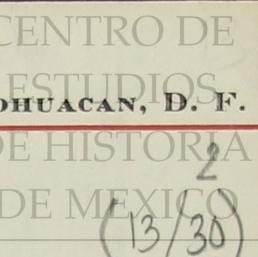 CENTRO DE
ESTUDIOS
OHUACAN, D. F.
DE HISTORIA
2
DE MEXICO
(13/30)